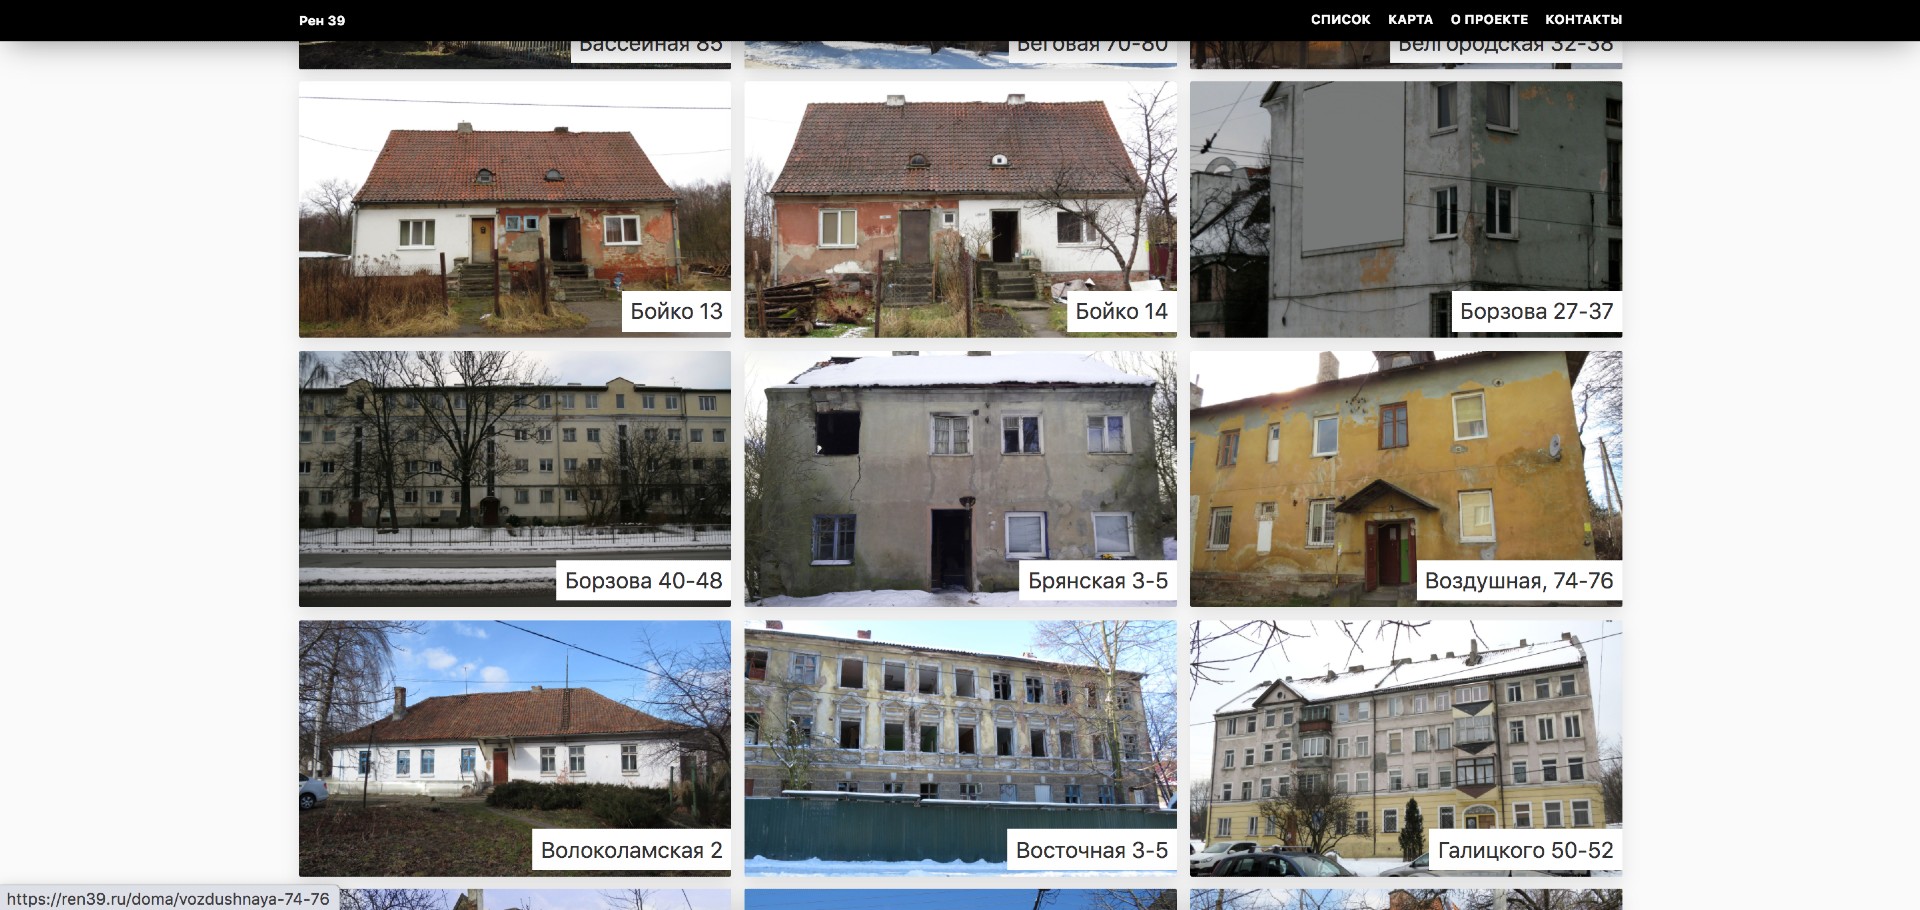 Рен 39
СПИСОК КАРТА О ПРОЕКТЕ КОНТАКТЫ
Бассейная 85
Беговая 70-80
Белгородская 32-38
Бойко 13
Бойко 14
Борзова 27-37
Борзова 40-48
Брянская 3-5
Воздушная, 74-76
Волоколамская 2
Восточная 3-5
Галицкого 50-52
https://ren39.ru/doma/vozdushnaya-74-76